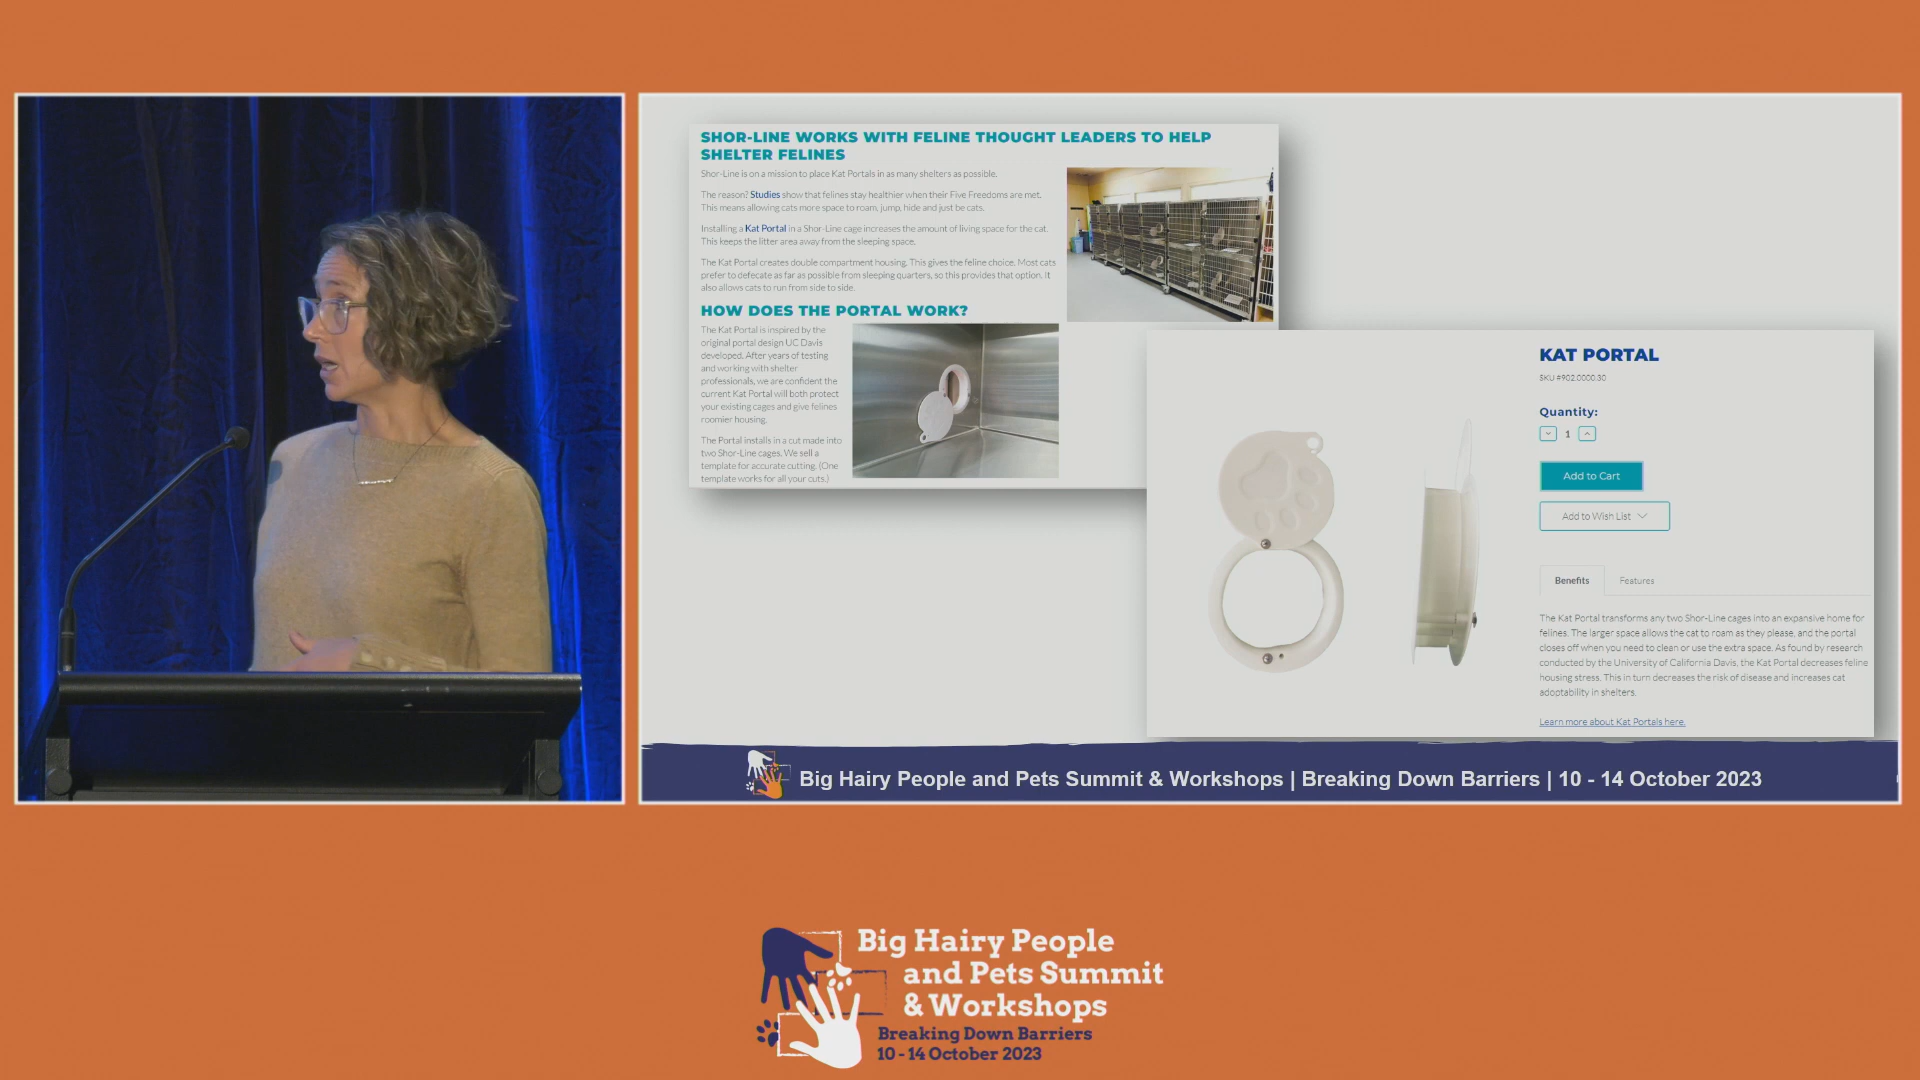 SHOR-LINE WORKS WITH FELINE THOUGHT LEADERS TO HELP
SHELTER FELINES
Shor-Line is on a mission to place Kat Portals in as many shelters as possible.
The reason? Studies show that felines stay healthier when their Five Freedoms are met.
This means allowing cats more space to roam, jump, hide and just be cats.
Installing a Kat Portal in a Shor-Line cage increases the amount of living space for the cat.
This keeps the litter area away from the sleeping space.
The Kat Portal creates double compartment housing. This gives the feline choice. Most cats
prefer to defecate as far as possible from sleeping quarters, so this provides that option. It
also allows cats to run from side to side.
HOW DOES THE PORTAL WORK?
The Kat Portal is inspired by the
original portal design UC Davis
developed. After years of testing
and working with shelter
professionals, we are confident the
current Kat Portal will both protect
your existing cages and give felines
roomier housing.
The Portal installs in a cut made into
two Shor-Line cages. We sell a
template for accurate cutting. (One
template works for all your cuts.)
KAT PORTAL
SKU #902.0000.30
Quantity:
1
Add to Cart
Add to Wish List
Benefits
Features
The Kat Portal transforms any two Shor-Line cages into an expansive home for
felines. The larger space allows the cat to roam as they please, and the portal
closes off when you need to clean or use the extra space. As found by research
conducted by the University of California Davis, the Kat Portal decreases feline
housing stress. This in turn decreases the risk of disease and increases cat
adoptability in shelters.
Learn more about Kat Portals here.
Big Hairy People and Pets Summit & Workshops | Breaking Down Barriers | 10 - 14 October 2023
Big Hairy People
and Pets Summit
& Workshops
Breaking Down Barriers
10 - 14 October 2023